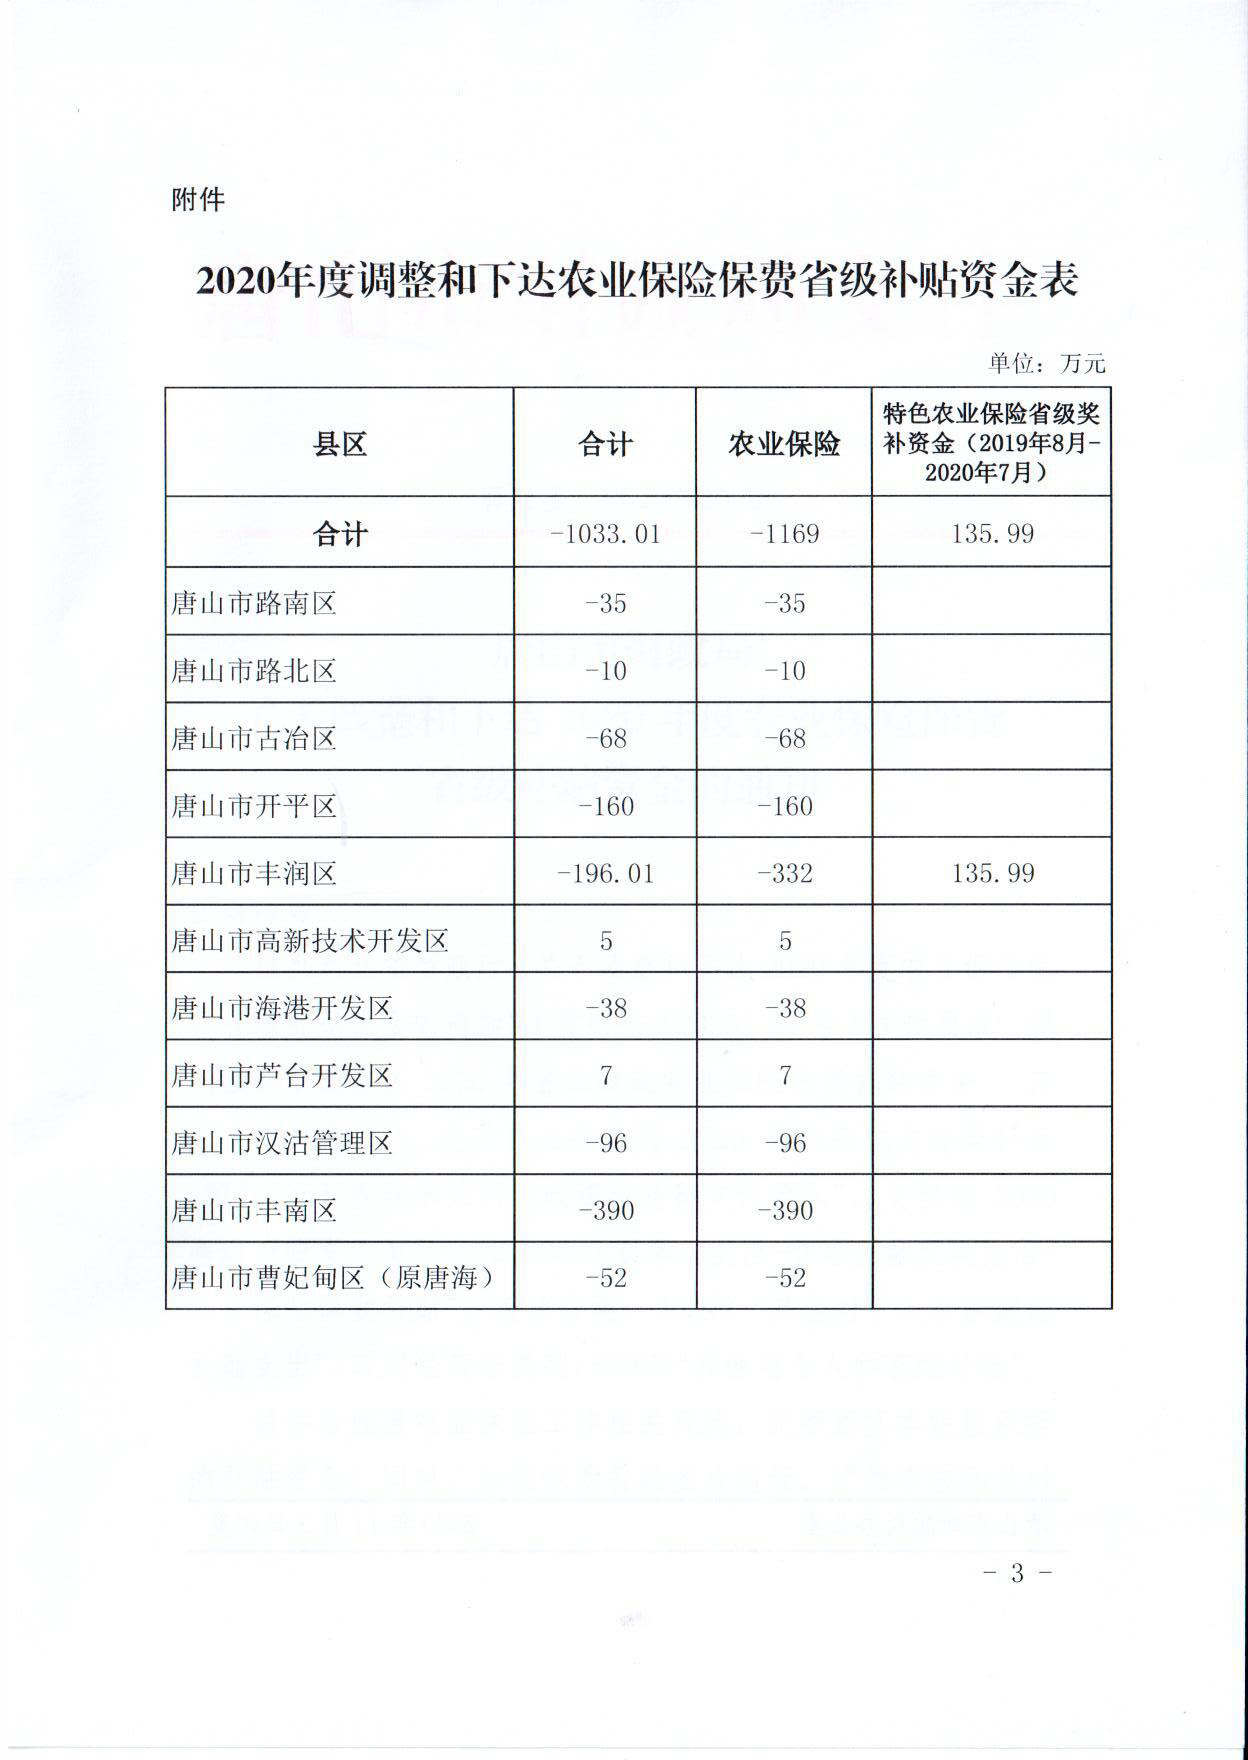 附件
2020年度调整和下达农业保险保费省级补贴资金表
单位：万元
县区 合计 农业保险 特色农业保险省级奖
补资金（2019年8月-
2020年7月）
合计 -1033.01 -1169 135.99
唐山市路南区 -35 -35
唐山市路北区 -10 -10
唐山市古冶区 -68 -68
唐山市开平区 -160 -160
唐山市丰润区 -196.01 -332 135.99
唐山市高新技术开发区 5 5
唐山市海港开发区 -38 -38
唐山市芦台开发区 7 7
唐山市汉沽管理区 -96 -96
唐山市丰南区 -390 -390
唐山市曹妃甸区（原唐海） -52 -52
- 3 -